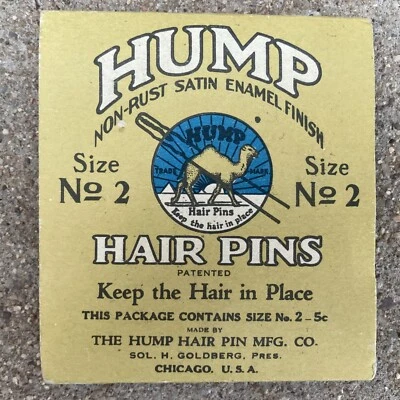 HUMP
NON-RUST SATIN ENAMEL FINISH
HUMP
TRADE MARK
Hair Pins
Keep the hair in place
Size
No 2
Size
No 2
HAIR PINS
PATENTED
Keep the Hair in Place
THIS PACKAGE CONTAINS SIZE No. 2 - 5c
MADE BY
THE HUMP HAIR PIN MFG. CO.
SOL. H. GOLDBERG, PRES.
CHICAGO, U. S. A.